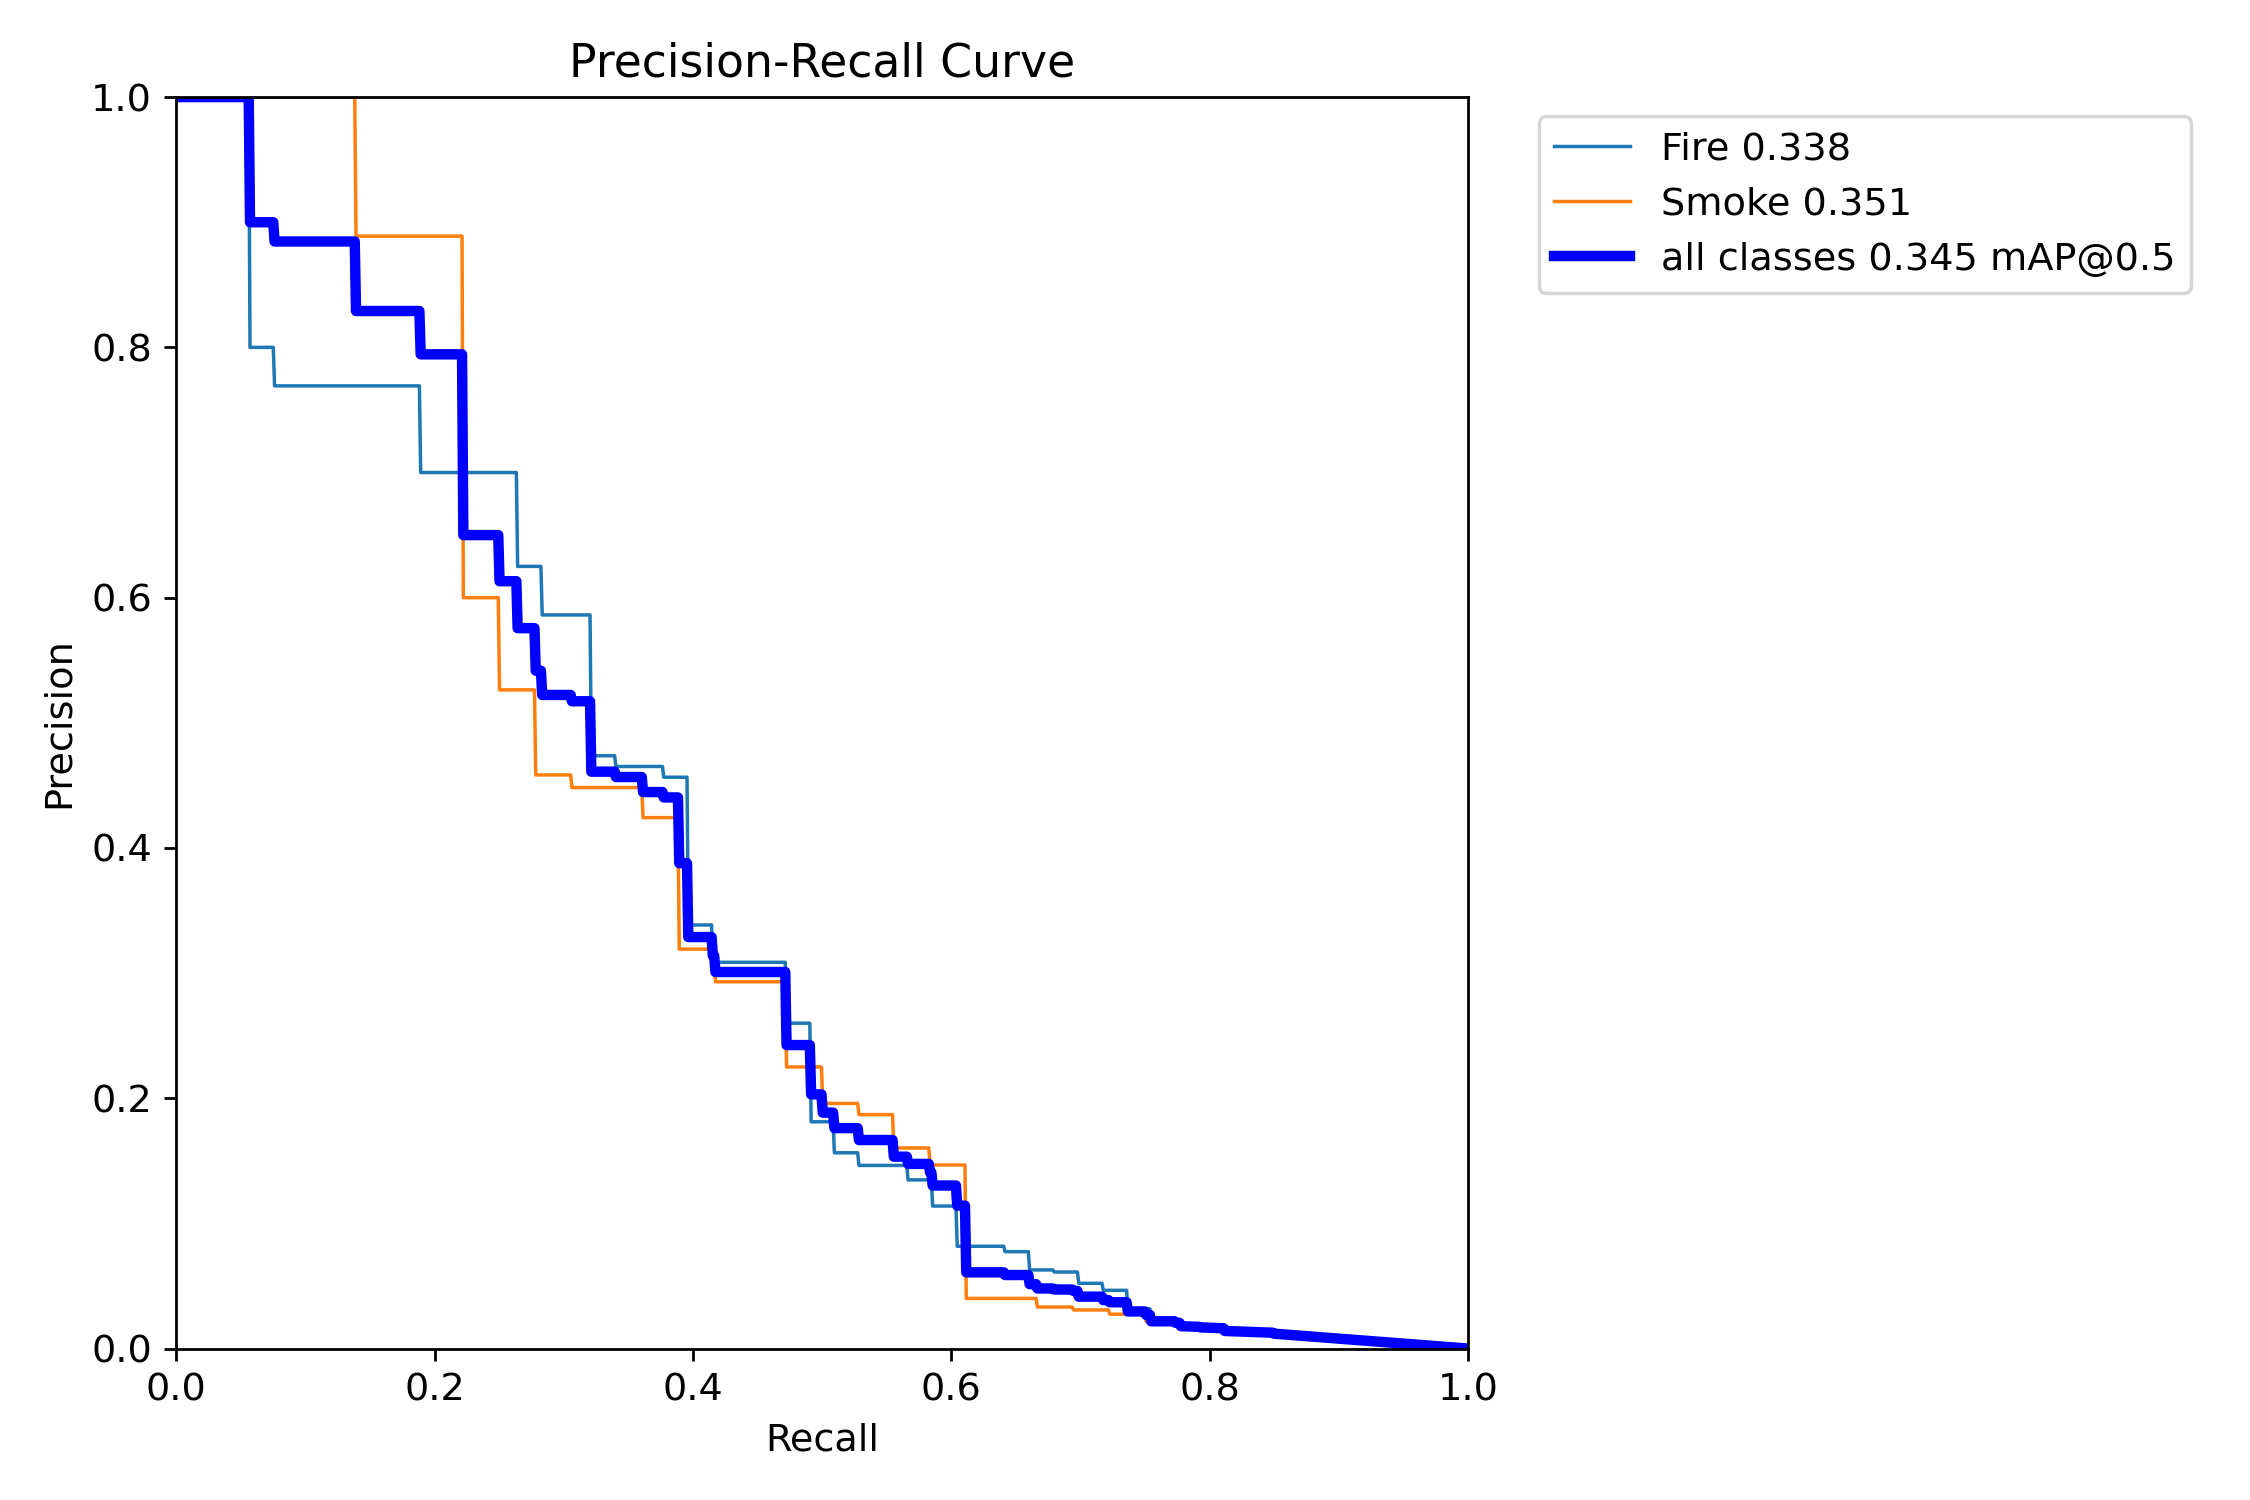 Precision-Recall Curve
1.0
0.8
0.6
0.4
0.2
0.0
Precision
0.0 0.2 0.4 0.6 0.8 1.0
Recall
Fire 0.338
Smoke 0.351
all classes 0.345 mAP@0.5